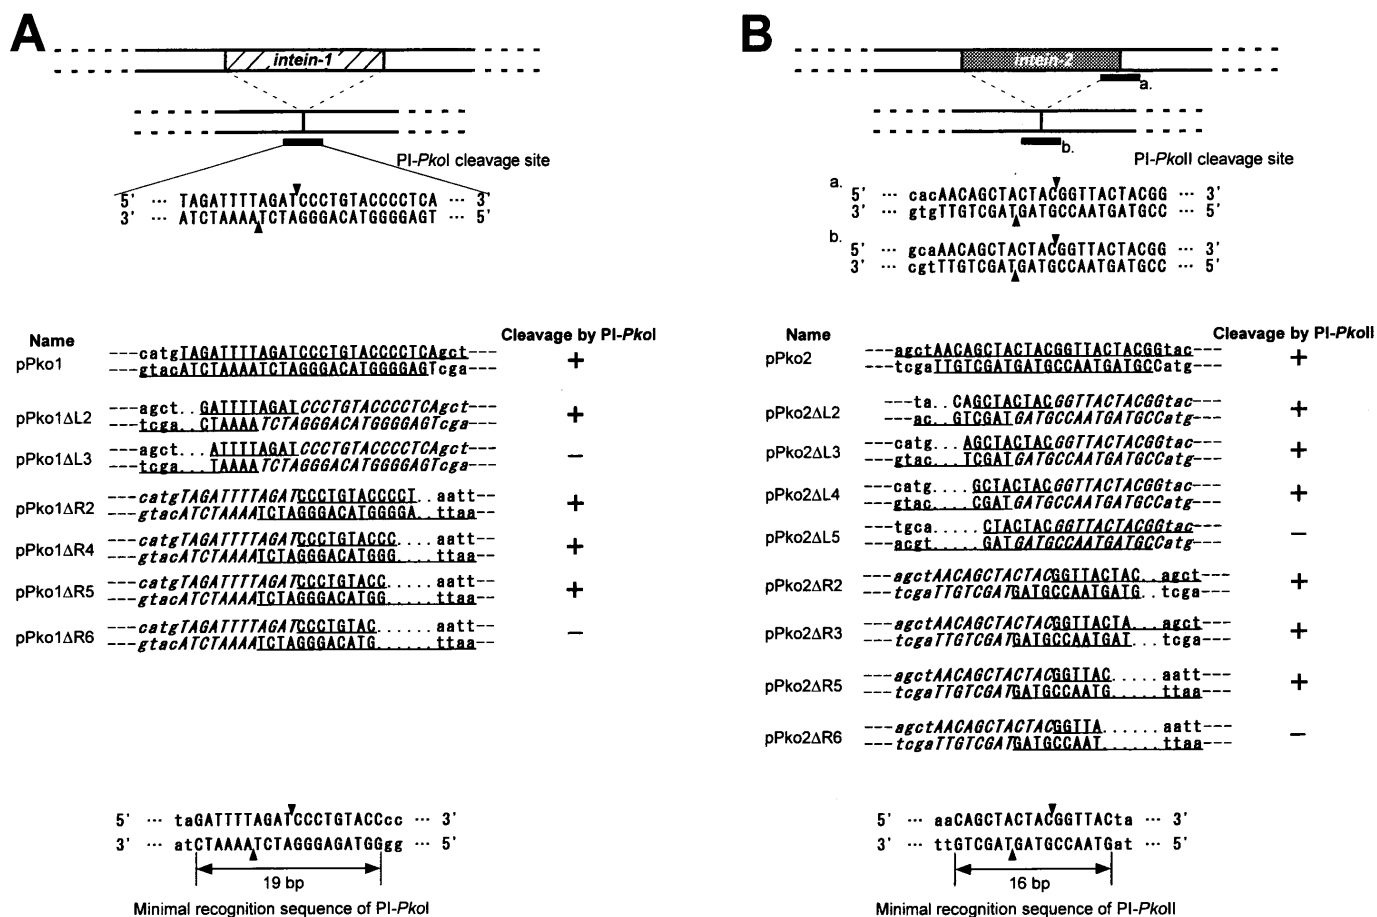 A
intein-1
PI-PkoI cleavage site
5' ··· TAGATTTTAGATCCCTGTACCCCTCA ··· 3'
3' ··· ATCTAAAATCTAGGGACATGGGGAGT ··· 5'
Name
Cleavage by PI-PkoI
pPko1
---catgTAGATTTTAGATCCCTGTACCCCTCAgct---
---gtacATCTAAAATCTAGGGACATGGGGAGTcga---
+
pPko1ΔL2
---agct..GATTTTAGATCCCTGTACCCCTCAgct---
---tcga..CTAAAATCTAGGGACATGGGGAGTcga---
+
pPko1ΔL3
---agct...ATTTTAGATCCCTGTACCCCTCAgct---
---tcga...TAAAATCTAGGGACATGGGGAGTcga---
–
pPko1ΔR2
---catgTAGATTTTAGATCCCTGTACCCCT..aatt---
---gtacATCTAAAATCTAGGGACATGGGGA..ttaa---
+
pPko1ΔR4
---catgTAGATTTTAGATCCCTGTACCC....aatt---
---gtacATCTAAAATCTAGGGACATGGG....ttaa---
+
pPko1ΔR5
---catgTAGATTTTAGATCCCTGTACC.....aatt---
---gtacATCTAAAATCTAGGGACATGG.....ttaa---
+
pPko1ΔR6
---catgTAGATTTTAGATCCCTGTAC......aatt---
---gtacATCTAAAATCTAGGGACATG......ttaa---
–
5' ··· taGATTTTAGATCCCTGTACCcc ··· 3'
3' ··· atCTAAAATCTAGGGAGATGGgg ··· 5'
19 bp
Minimal recognition sequence of PI-PkoI
B
intein-2
a.
b.
PI-PkoII cleavage site
a.
5' ··· cacAACAGCTACTACGGTTACTACGG ··· 3'
3' ··· gtgTTGTCGATGATGCCAATGATGCC ··· 5'
b.
5' ··· gcaAACAGCTACTACGGTTACTACGG ··· 3'
3' ··· cgtTTGTCGATGATGCCAATGATGCC ··· 5'
Name
Cleavage by PI-PkoII
pPko2
---agctAACAGCTACTACGGTTACTACGGtac---
---tcgaTTGTCGATGATGCCAATGATGCCatg---
+
pPko2ΔL2
---ta..CAGCTACTACGGTTACTACGGtac---
---ac..GTCGATGATGCCAATGATGCCatg---
+
pPko2ΔL3
---catg...AGCTACTACGGTTACTACGGtac---
---gtac...TCGATGATGCCAATGATGCCatg---
+
pPko2ΔL4
---catg....GCTACTACGGTTACTACGGtac---
---gtac....CGATGATGCCAATGATGCCatg---
+
pPko2ΔL5
---tgca.....CTACTACGGTTACTACGGtac---
---acgt.....GATGATGCCAATGATGCCatg---
–
pPko2ΔR2
---agctAACAGCTACTACGGTTACTAC..agct---
---tcgaTTGTCGATGATGCCAATGATG..tcga---
+
pPko2ΔR3
---agctAACAGCTACTACGGTTACTA...agct---
---tcgaTTGTCGATGATGCCAATGAT...tcga---
+
pPko2ΔR5
---agctAACAGCTACTACGGTTAC.....aatt---
---tcgaTTGTCGATGATGCCAATG.....ttaa---
+
pPko2ΔR6
---agctAACAGCTACTACGGTTA......aatt---
---tcgaTTGTCGATGATGCCAAT......ttaa---
–
5' ··· aaCAGCTACTACGGTTACta ··· 3'
3' ··· ttGTCGATGATGCCAATGat ··· 5'
16 bp
Minimal recognition sequence of PI-PkoII